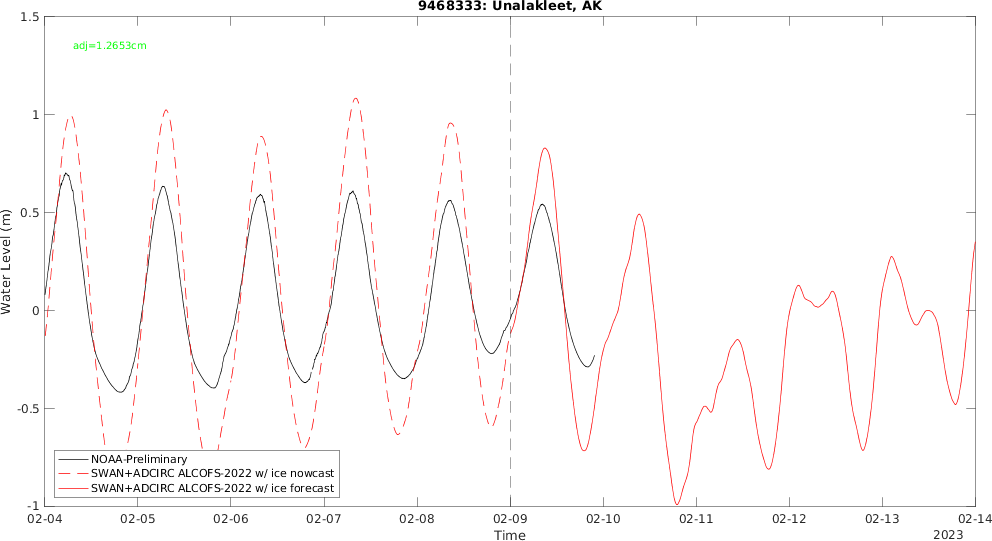 9468333: Unalakleet, AK
adj=1.2653cm
1.5
1
0.5
0
-0.5
-1
Water Level (m)
NOAA-Preliminary
SWAN+ADCIRC ALCOFS-2022 w/ ice nowcast
SWAN+ADCIRC ALCOFS-2022 w/ ice forecast
02-04 02-05 02-06 02-07 02-08 02-09 02-10 02-11 02-12 02-13 02-14
Time
2023